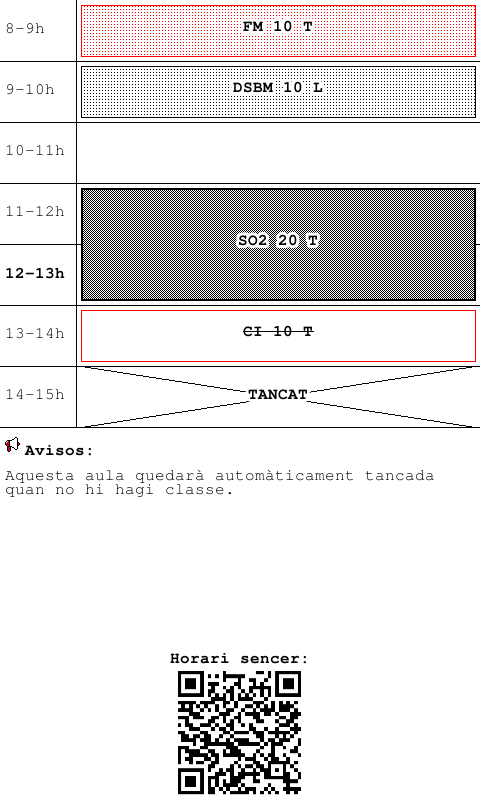 8-9h FM 10 T
9-10h DSBM 10 L
10-11h
11-12h
SO2 20 T
12-13h
13-14h CI 10 T
14-15h TANCAT
Avisos:
Aquesta aula quedarà automàticament tancada
quan no hi hagi classe.
Horari sencer: